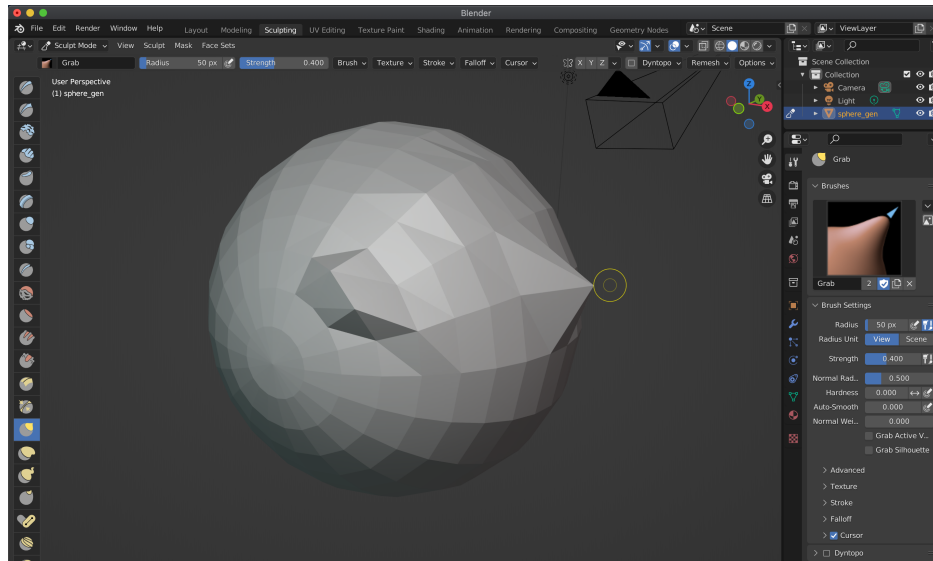 Blender
File Edit Render Window Help Layout Modeling Sculpting UV Editing Texture Paint Shading Animation Rendering Compositing Geometry Nodes Scene ViewLayer
Sculpt Mode View Sculpt Mask Face Sets
Grab Radius 50 px Strength 0.400 Brush Texture Stroke Falloff Cursor X Y Z Dyntopo Remesh Options
User Perspective
(1) sphere_gen
Z
Y
X
Scene Collection
Collection
Camera
Light
sphere_gen
Grab
Brushes
Grab 2
Brush Settings
Radius 50 px
Radius Unit View Scene
Strength 0.400
Normal Rad.. 0.500
Hardness 0.000
Auto-Smooth 0.000
Normal Wei.. 0.000
Grab Active V...
Grab Silhouette
Advanced
Texture
Stroke
Falloff
Cursor
Dyntopo